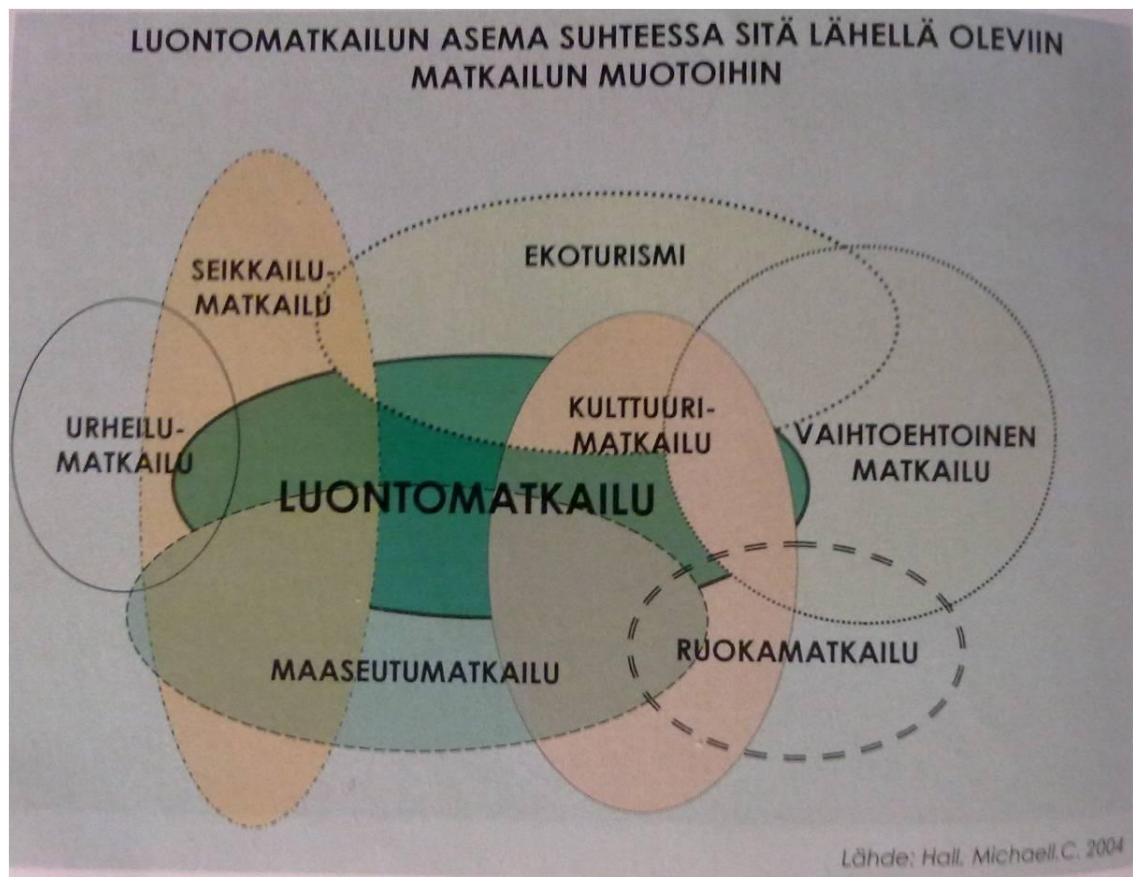 LUONTOMATKAILUN ASEMA SUHTEESSA SITÄ LÄHELLÄ OLEVIIN
MATKAILUN MUOTOIHIN
SEIKKAILU-
MATKAILU
EKOTURISMI
URHEILU-
MATKAILU
KULTTUURI-
MATKAILU
VAIHTOEHTOINEN
MATKAILU
LUONTOMATKAILU
MAASEUTUMATKAILU
RUOKAMATKAILU
Lähde: Hall. Michaell.C. 2004